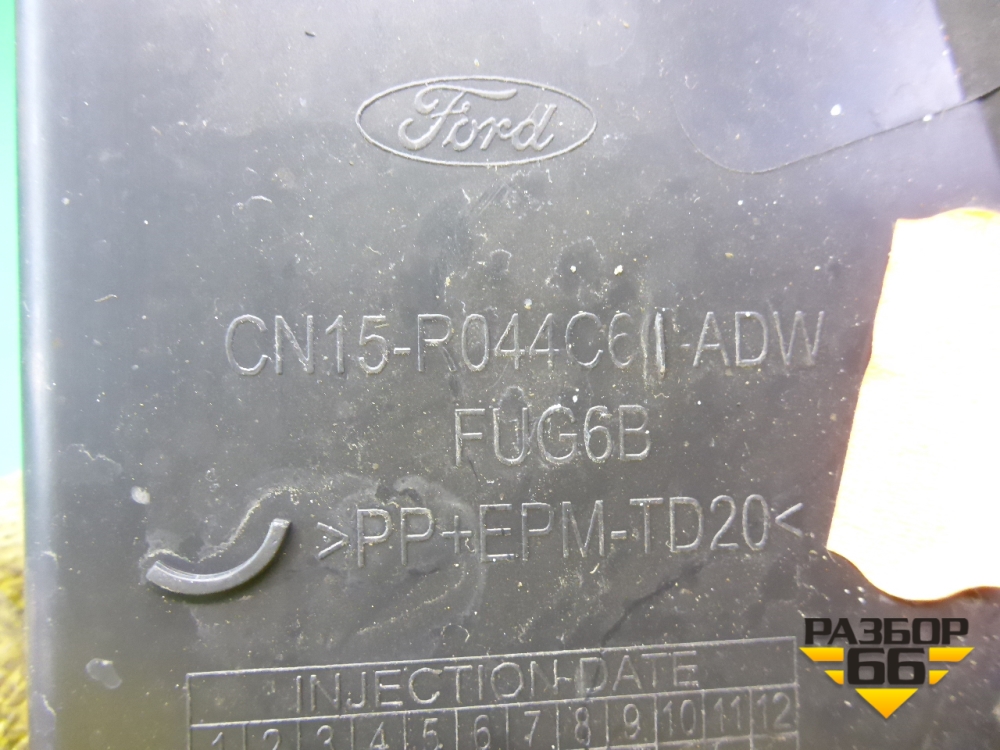 Ford
CN15-R044C61-ADW
FUG6B
>PP+EPM-TD20<
INJECTION-DATE
1 2 3 4 5 6 7 8 9 10 11 12
РАЗБОР
66